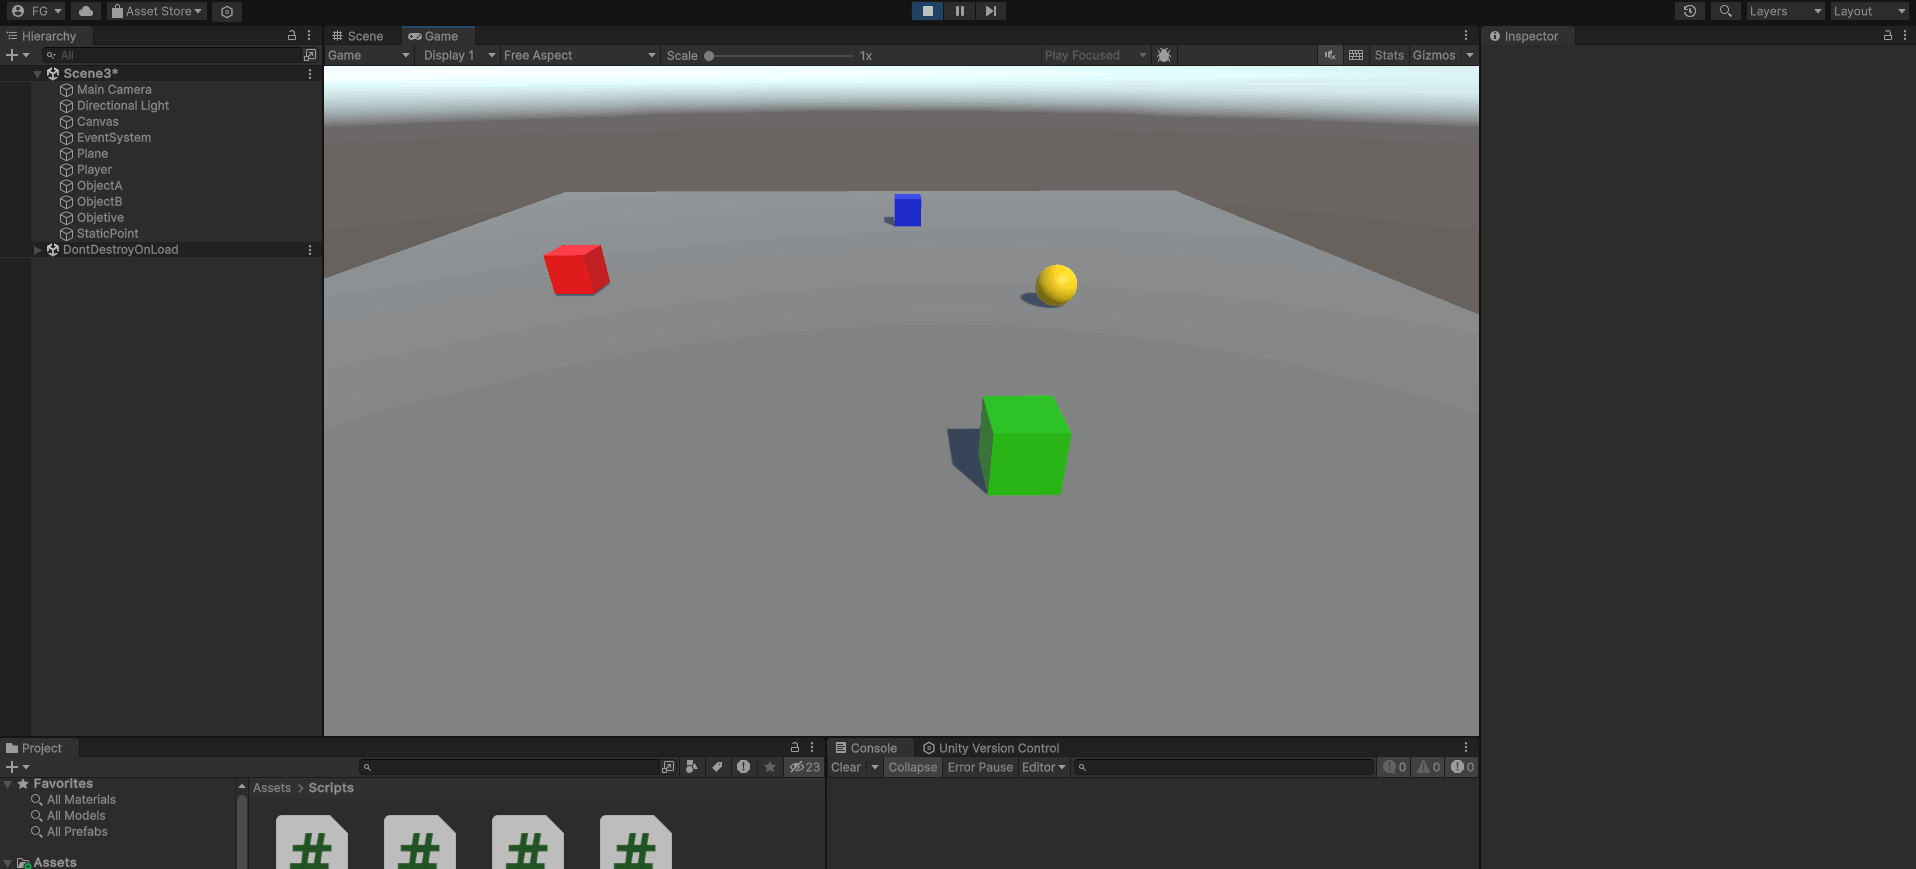 FG
Asset Store
Layers
Layout
Hierarchy
Scene
Game
Inspector
All
Game
Display 1
Free Aspect
Scale
1x
Play Focused
Stats
Gizmos
Scene3*
Main Camera
Directional Light
Canvas
EventSystem
Plane
Player
ObjectA
ObjectB
Objetive
StaticPoint
DontDestroyOnLoad
Project
Console
Unity Version Control
23
Clear
Collapse
Error Pause
Editor
0
0
0
Favorites
All Materials
All Models
All Prefabs
Assets
Assets > Scripts
# # # #